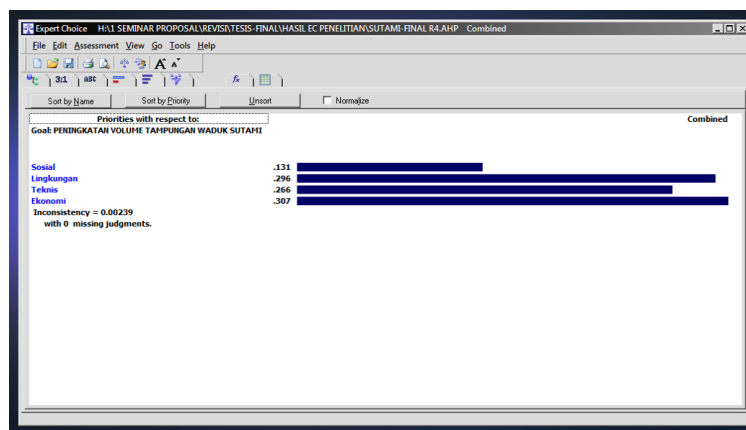 Expert Choice H:\1 SEMINAR PROPOSAL\REVISI\TESIS-FINAL\HASIL EC PENELITIAN\SUTAMI-FINAL R4.AHP Combined
File Edit Assessment View Go Tools Help
A A
3:1 ABC fx
Sort by Name Sort by Priority Unsort Normalize
Priorities with respect to: Combined
Goal: PENINGKATAN VOLUME TAMPUNGAN WADUK SUTAMI
Sosial .131
Lingkungan .296
Teknis .266
Ekonomi .307
Inconsistency = 0.00239
with 0 missing judgments.